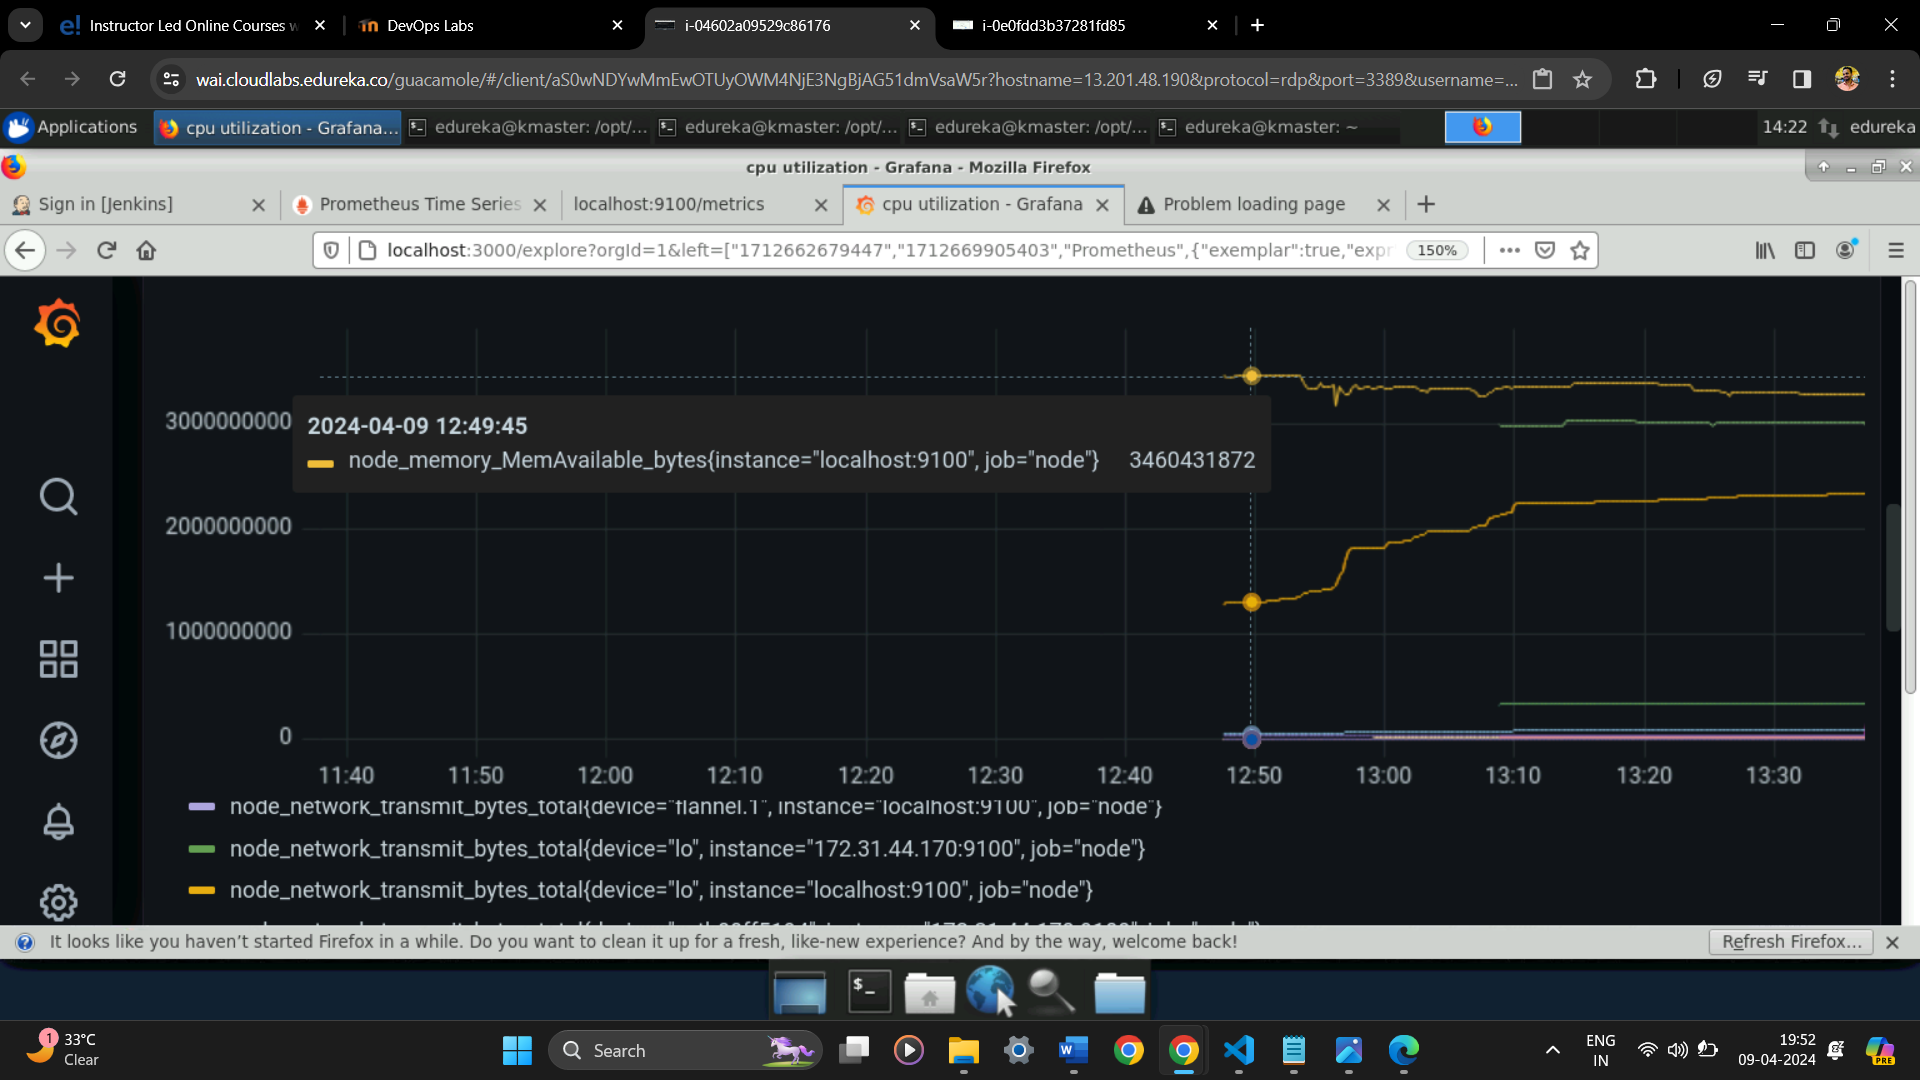 Instructor Led Online Courses w
DevOps Labs
i-04602a09529c86176
i-0e0fdd3b37281fd85
wai.cloudlabs.edureka.co/guacamole/#/client/aS0wNDYwMmEwOTUyOWM4NjE3NgBjAG51dmVsaW5r?hostname=13.201.48.190&protocol=rdp&port=3389&username=...
Applications
cpu utilization - Grafana...
edureka@kmaster: /opt/...
edureka@kmaster: /opt/...
edureka@kmaster: /opt/...
edureka@kmaster: ~
14:22
edureka
cpu utilization - Grafana - Mozilla Firefox
Sign in [Jenkins]
Prometheus Time Series
localhost:9100/metrics
cpu utilization - Grafana
Problem loading page
localhost:3000/explore?orgId=1&left=["1712662679447","1712669905403","Prometheus",{"exemplar":true,"expr
150%
3000000000
2000000000
1000000000
0
2024-04-09 12:49:45
node_memory_MemAvailable_bytes{instance="localhost:9100", job="node"} 3460431872
11:40 11:50 12:00 12:10 12:20 12:30 12:40 12:50 13:00 13:10 13:20 13:30
node_network_transmit_bytes_total{device="flannel.1", instance="localhost:9100", job="node"}
node_network_transmit_bytes_total{device="lo", instance="172.31.44.170:9100", job="node"}
node_network_transmit_bytes_total{device="lo", instance="localhost:9100", job="node"}
It looks like you haven't started Firefox in a while. Do you want to clean it up for a fresh, like-new experience? And by the way, welcome back!
Refresh Firefox...
1
33°C
Clear
Search
ENG
IN
19:52
09-04-2024
PRE